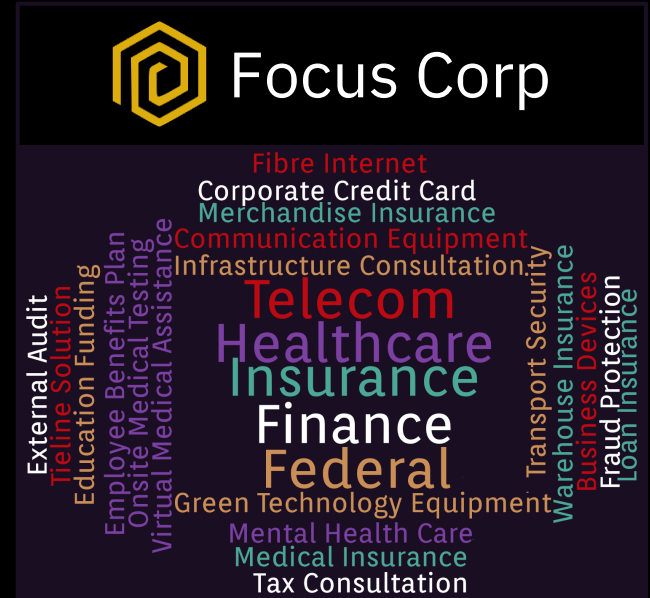 Focus Corp
Fibre Internet
Corporate Credit Card
Merchandise Insurance
Communication Equipment
Infrastructure Consultation
External Audit
Tieline Solution
Education Funding
Employee Benefits Plan
Onsite Medical Testing
Virtual Medical Assistance
Telecom
Healthcare
Insurance
Finance
Federal
Transport Security
Warehouse Insurance
Business Devices
Fraud Protection
Loan Insurance
Green Technology Equipment
Mental Health Care
Medical Insurance
Tax Consultation